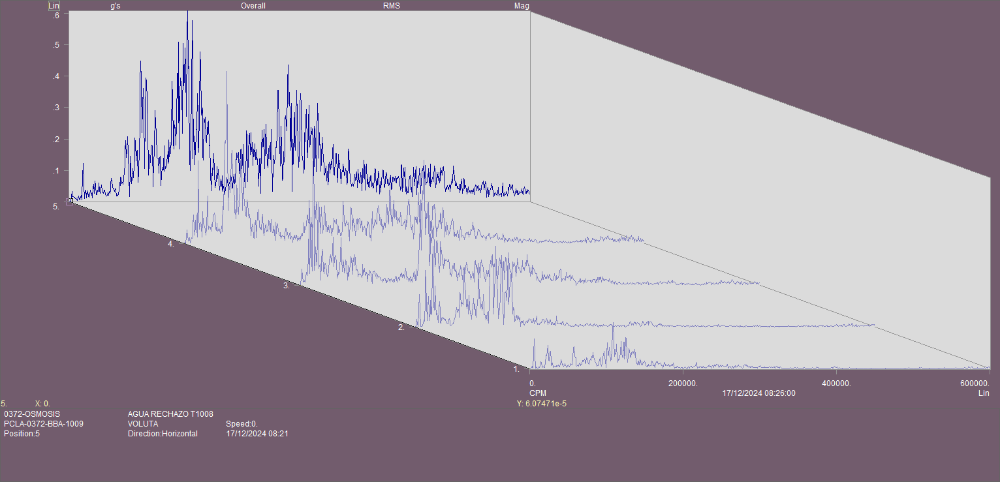 Lin g's Overall RMS Mag
.6
.5
.4
.3
.2
.1
5.
4.
3.
2.
1.
0. 200000. 400000. 600000.
CPM 17/12/2024 08:26:00 Lin
5. X: 0. Y: 6.07471e-5
0372-OSMOSIS AGUA RECHAZO T1008
PCLA-0372-BBA-1009 VOLUTA Speed:0.
Position:5 Direction:Horizontal 17/12/2024 08:21